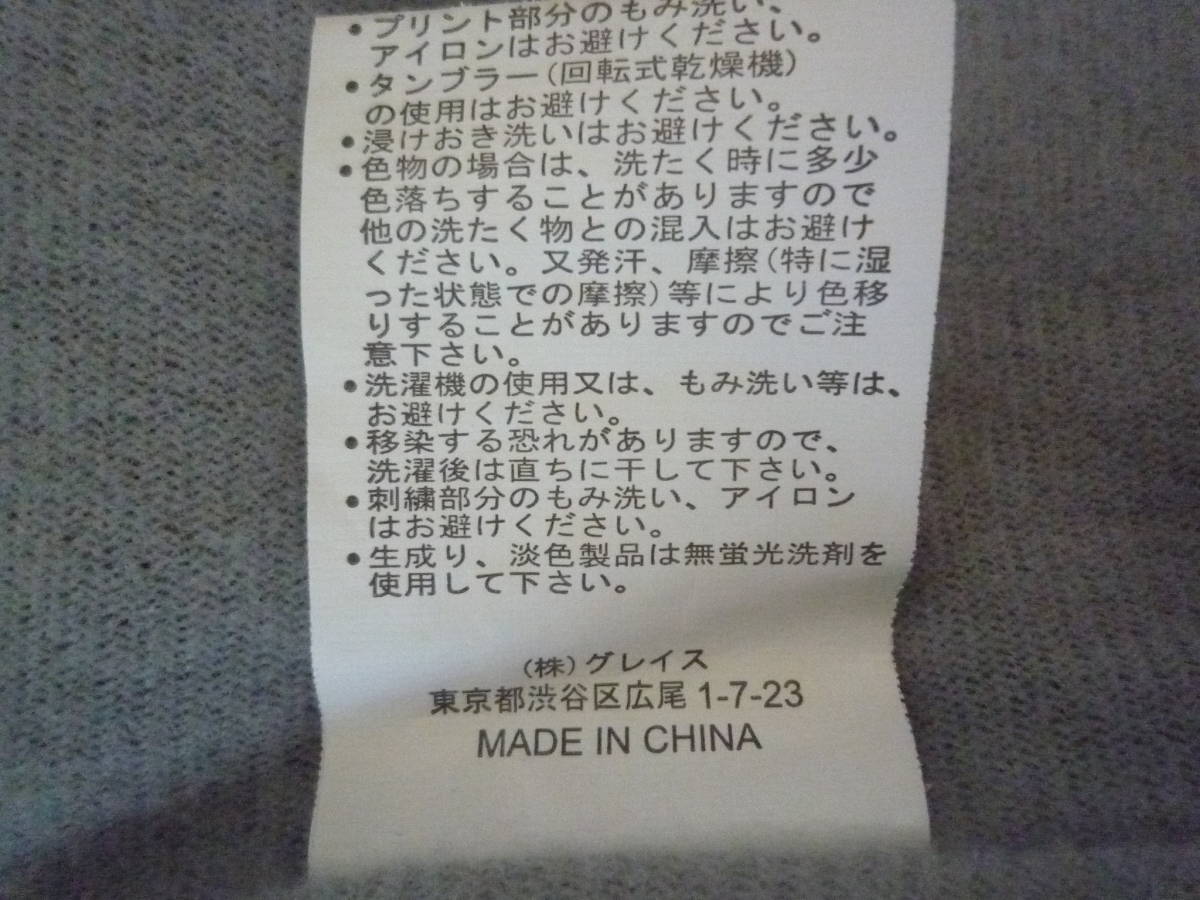 •プリント部分のもみ洗い、
アイロンはお避けください。
•タンブラー(回転式乾燥機)
の使用はお避けください。
•浸けおき洗いはお避けください。
•色物の場合は、洗たく時に多少
色落ちすることがありますので
他の洗たく物との混入はお避け
ください。又発汗、摩擦(特に湿
った状態での摩擦)等により色移
りすることがありますのでご注
意下さい。
•洗濯機の使用又は、もみ洗い等は、
お避けください。
•移染する恐れがありますので、
洗濯後は直ちに干して下さい。
•刺繍部分のもみ洗い、アイロン
はお避けください。
•生成り、淡色製品は無蛍光洗剤を
使用して下さい。
(株)グレイス
東京都渋谷区広尾 1-7-23
MADE IN CHINA